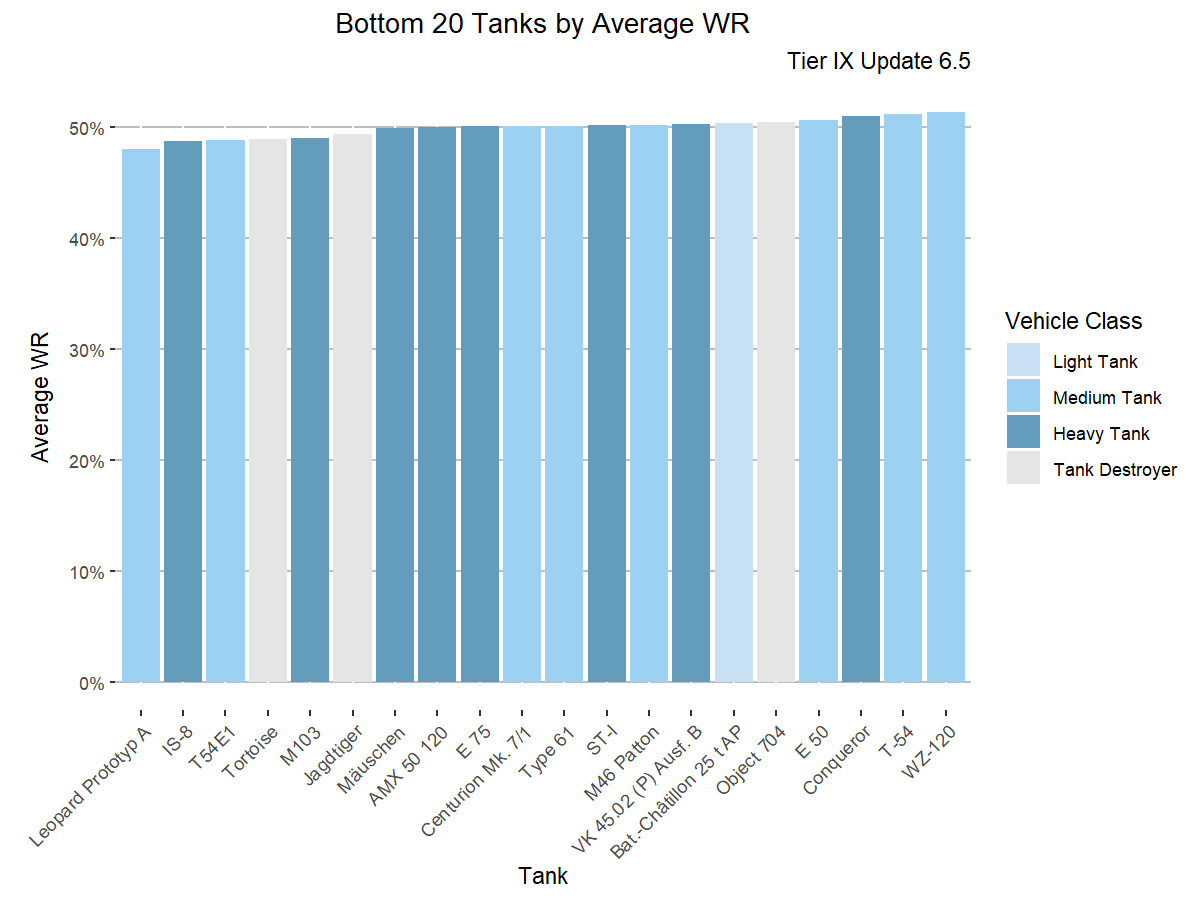 Bottom 20 Tanks by Average WR
Tier IX Update 6.5
50%
40%
30%
20%
10%
0%
Average WR
Leopard Prototyp A
IS-8
T54E1
Tortoise
M103
Jagdtiger
Mäuschen
AMX 50 120
E 75
Centurion Mk. 7/1
Type 61
ST-I
M46 Patton
VK 45.02 (P) Ausf. B
Bat.-Châtillon 25 t AP
Object 704
E 50
Conqueror
T-54
WZ-120
Tank
Vehicle Class
Light Tank
Medium Tank
Heavy Tank
Tank Destroyer